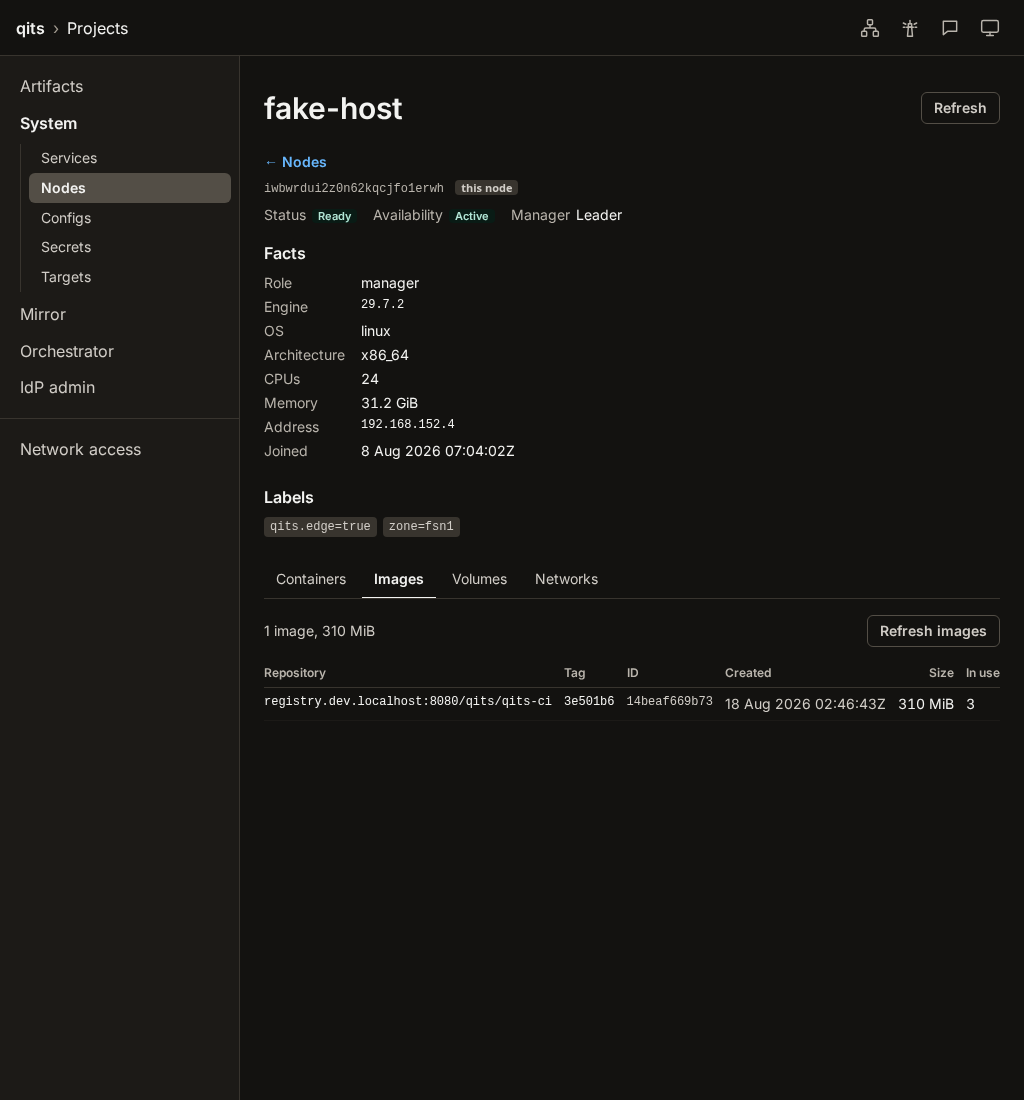 qits › Projects
Artifacts
System
Services
Nodes
Configs
Secrets
Targets
Mirror
Orchestrator
IdP admin
Network access
fake-host
Refresh
← Nodes
iwbwrdui2z0n62kqcjfo1erwh this node
Status Ready Availability Active Manager Leader
Facts
Role manager
Engine 29.7.2
OS linux
Architecture x86_64
CPUs 24
Memory 31.2 GiB
Address 192.168.152.4
Joined 8 Aug 2026 07:04:02Z
Labels
qits.edge=true zone=fsn1
Containers Images Volumes Networks
1 image, 310 MiB
Refresh images
Repository Tag ID Created Size In use
registry.dev.localhost:8080/qits/qits-ci 3e501b6 14beaf669b73 18 Aug 2026 02:46:43Z 310 MiB 3